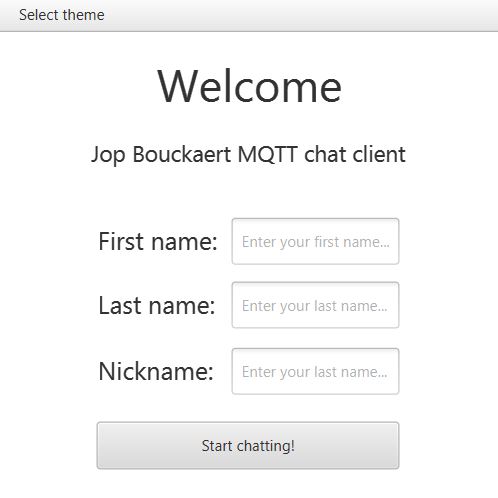 Select theme
Welcome
Jop Bouckaert MQTT chat client
First name: Enter your first name...
Last name: Enter your last name...
Nickname: Enter your last name...
Start chatting!